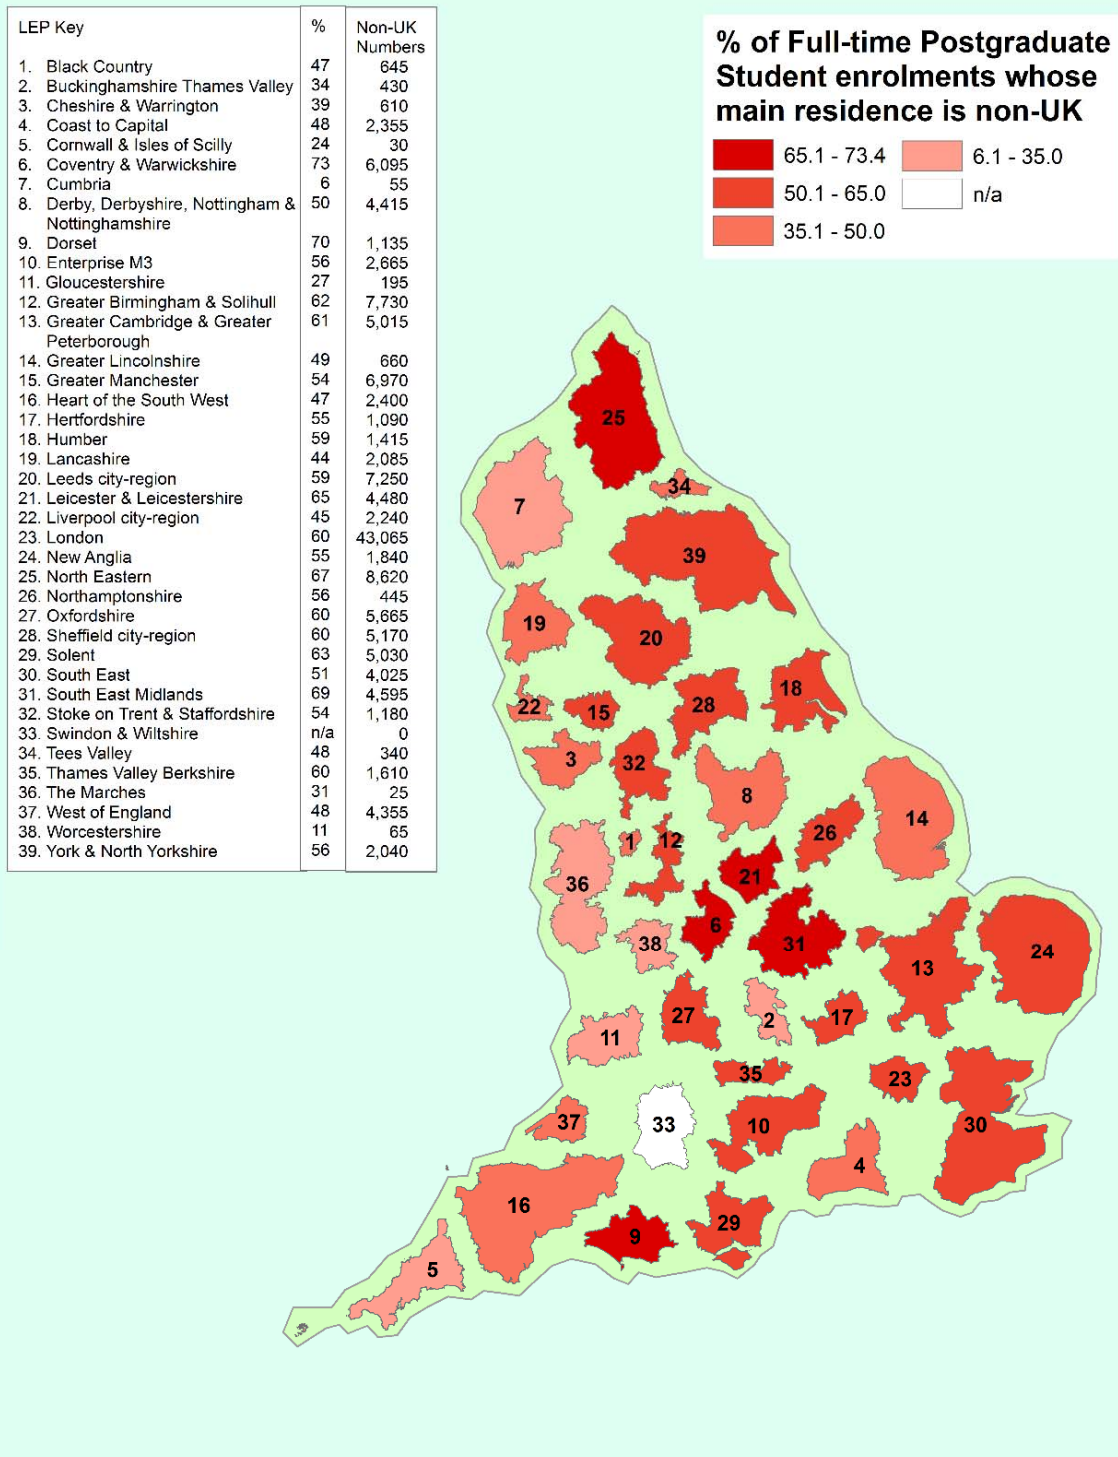 LEP Key % Non-UK
Numbers
1. Black Country 47 645
2. Buckinghamshire Thames Valley 34 430
3. Cheshire & Warrington 39 610
4. Coast to Capital 48 2,355
5. Cornwall & Isles of Scilly 24 30
6. Coventry & Warwickshire 73 6,095
7. Cumbria 6 55
8. Derby, Derbyshire, Nottingham & 50 4,415
Nottinghamshire
9. Dorset 70 1,135
10. Enterprise M3 56 2,665
11. Gloucestershire 27 195
12. Greater Birmingham & Solihull 62 7,730
13. Greater Cambridge & Greater 61 5,015
Peterborough
14. Greater Lincolnshire 49 660
15. Greater Manchester 54 6,970
16. Heart of the South West 47 2,400
17. Hertfordshire 55 1,090
18. Humber 59 1,415
19. Lancashire 44 2,085
20. Leeds city-region 59 7,250
21. Leicester & Leicestershire 65 4,480
22. Liverpool city-region 45 2,240
23. London 60 43,065
24. New Anglia 55 1,840
25. North Eastern 67 8,620
26. Northamptonshire 56 445
27. Oxfordshire 60 5,665
28. Sheffield city-region 60 5,170
29. Solent 63 5,030
30. South East 51 4,025
31. South East Midlands 69 4,595
32. Stoke on Trent & Staffordshire 54 1,180
33. Swindon & Wiltshire n/a 0
34. Tees Valley 48 340
35. Thames Valley Berkshire 60 1,610
36. The Marches 31 25
37. West of England 48 4,355
38. Worcestershire 11 65
39. York & North Yorkshire 56 2,040
% of Full-time Postgraduate
Student enrolments whose
main residence is non-UK
65.1 - 73.4 6.1 - 35.0
50.1 - 65.0 n/a
35.1 - 50.0
25
34
7
39
19
20
18
28
22
15
3
32
8
14
26
1
12
21
36
6
38
31
24
13
27
2
17
11
35
23
37
33
10
30
4
16
29
9
5